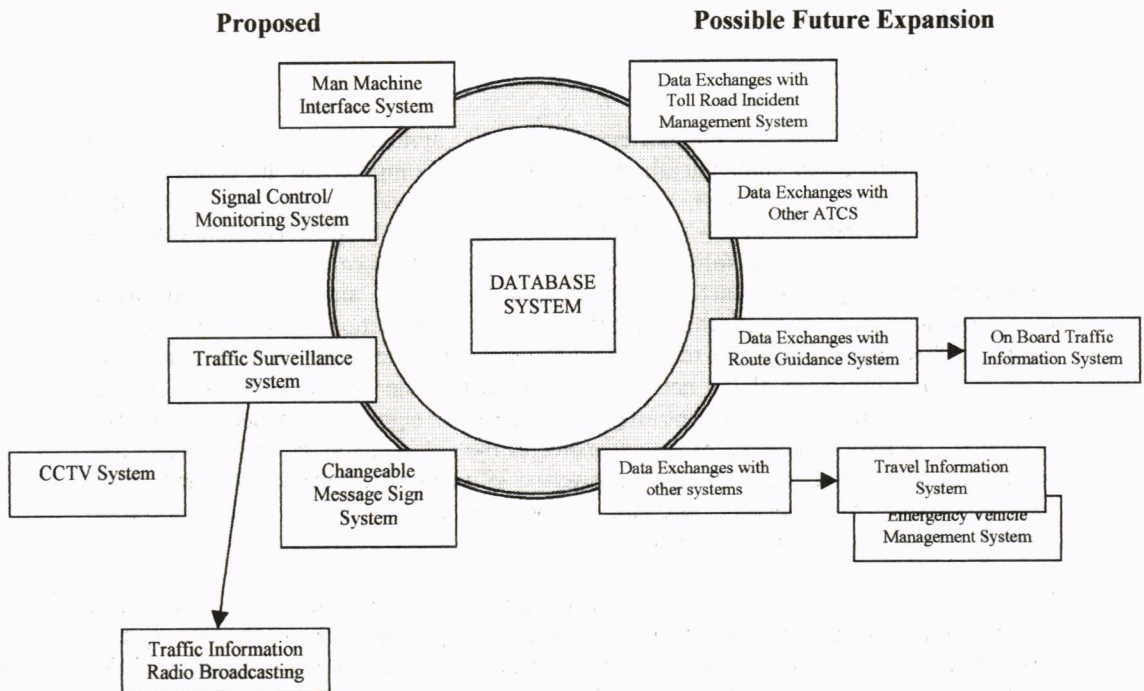 Proposed
Possible Future Expansion
Man Machine
Interface System
Data Exchanges with
Toll Road Incident
Management System
Signal Control/
Monitoring System
Data Exchanges with
Other ATCS
DATABASE
SYSTEM
Traffic Surveillance
system
Data Exchanges with
Route Guidance System
On Board Traffic
Information System
CCTV System
Changeable
Message Sign
System
Data Exchanges with
other systems
Travel Information
System
Emergency Vehicle
Management System
Traffic Information
Radio Broadcasting